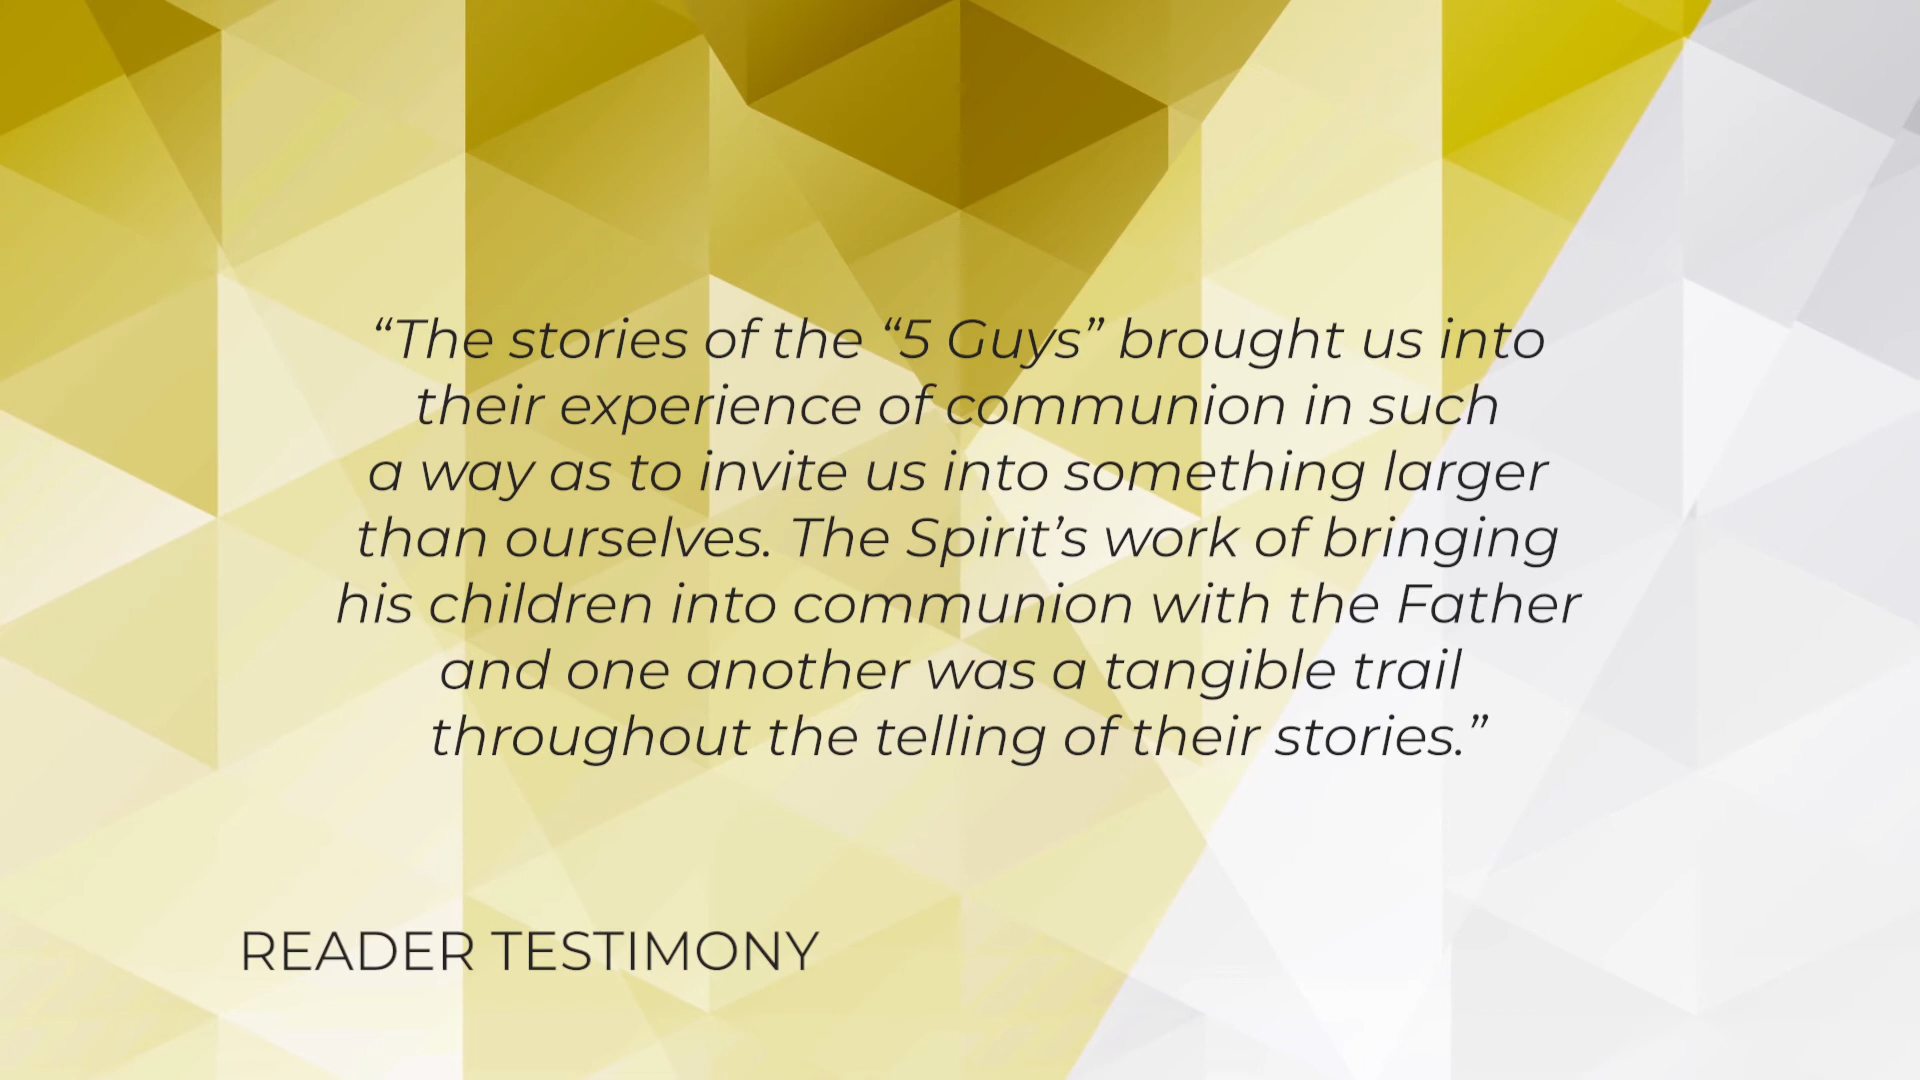 “The stories of the “5 Guys” brought us into
their experience of communion in such
a way as to invite us into something larger
than ourselves. The Spirit’s work of bringing
his children into communion with the Father
and one another was a tangible trail
throughout the telling of their stories.”
READER TESTIMONY